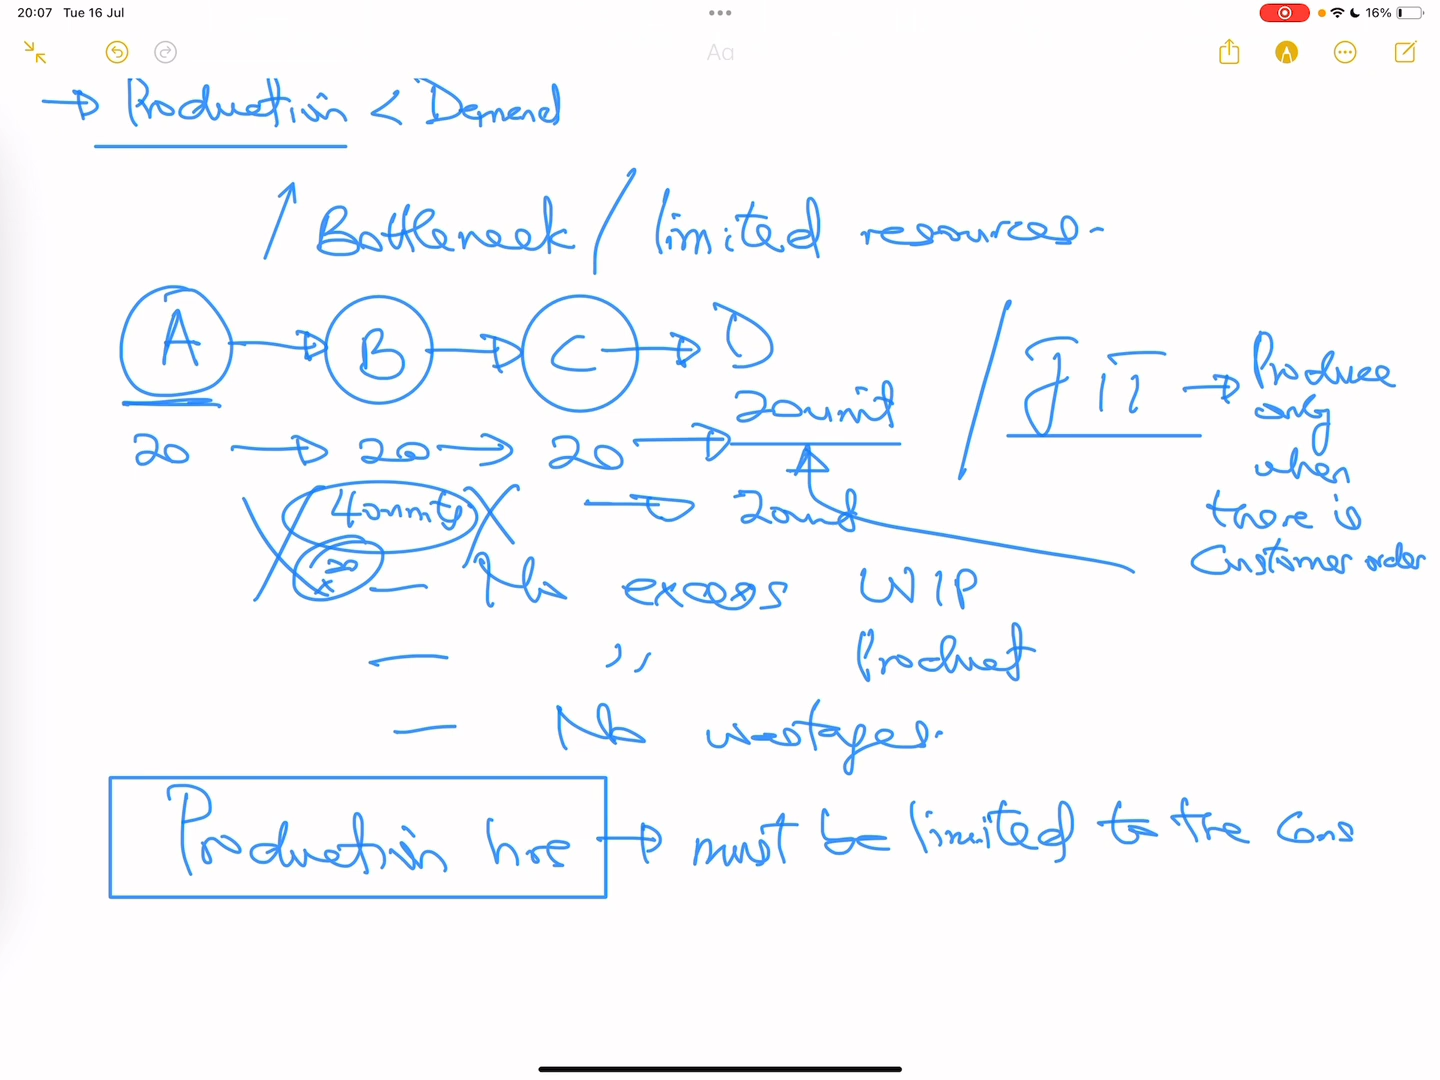 20:07 Tue 16 Jul
16%
Aa
→ Production < Demand
↑ Bottleneck / limited resources.
A → B → C → D
20 unit
20 → 20 → 20 →
40 units → 20 unit
20
x
JIT → Produce
only
when
there is
Customer order
— No excess WIP
— " Product
— No wastages.
Production → must be limited to the Cons